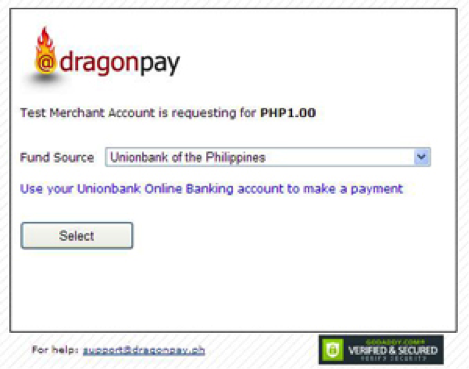 @dragonpay
Test Merchant Account is requesting for PHP1.00
Fund Source Unionbank of the Philippines
Use your Unionbank Online Banking account to make a payment
Select
For help: support@dragonpay.ph
GODADDY.COM®
VERIFIED & SECURED
VERIFY SECURITY